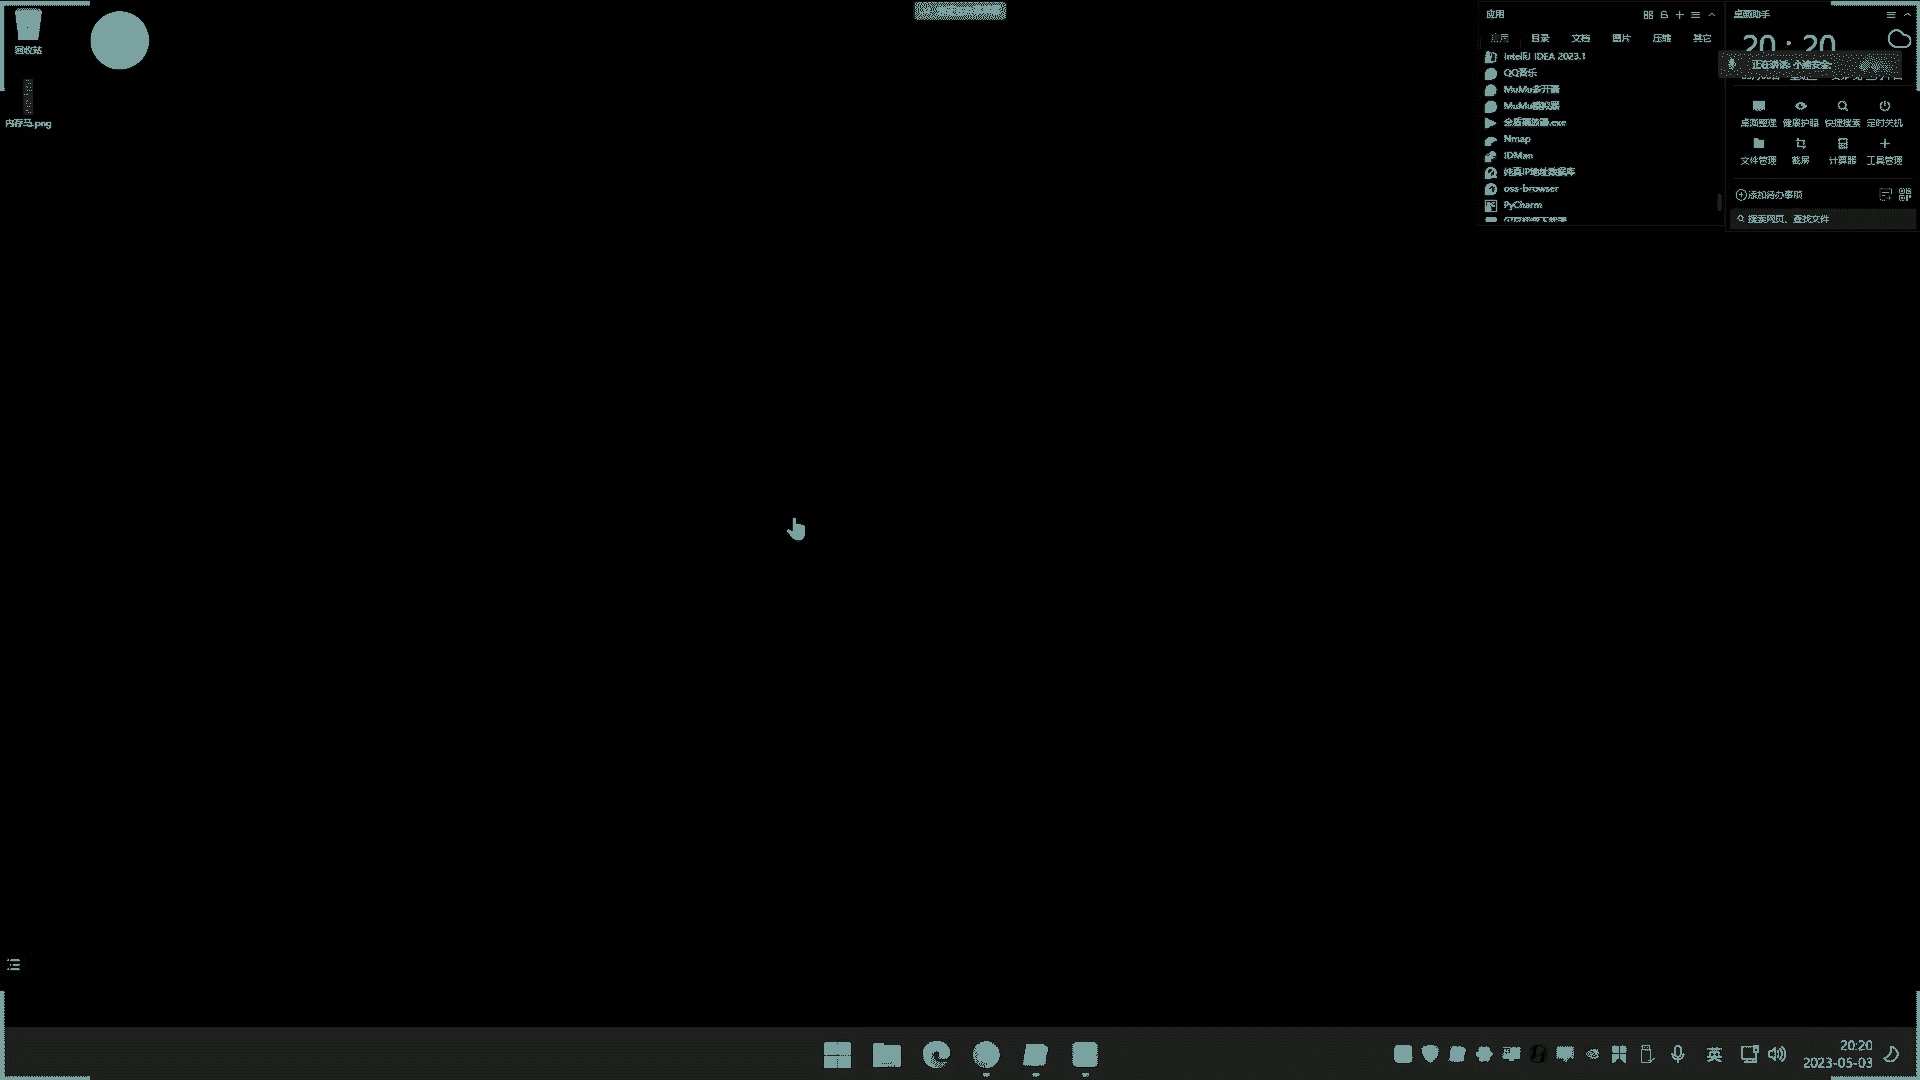 回收站
内存马.png
应用
应用 目录 文档 图片 压缩 其它
IntelliJ IDEA 2023.1
QQ音乐
MuMu多开器
MuMu模拟器
金盾播放器.exe
Nmap
IDMan
纯真IP地址数据库
oss-browser
PyCharm
桌面助手
20:20
正在讲话: 小迪安全;
桌面整理 健康护眼 快捷搜索 定时关机
文件管理 截屏 计算器 工具管理
添加待办事项
搜索网页、查找文件
英
20:20
2023-05-03